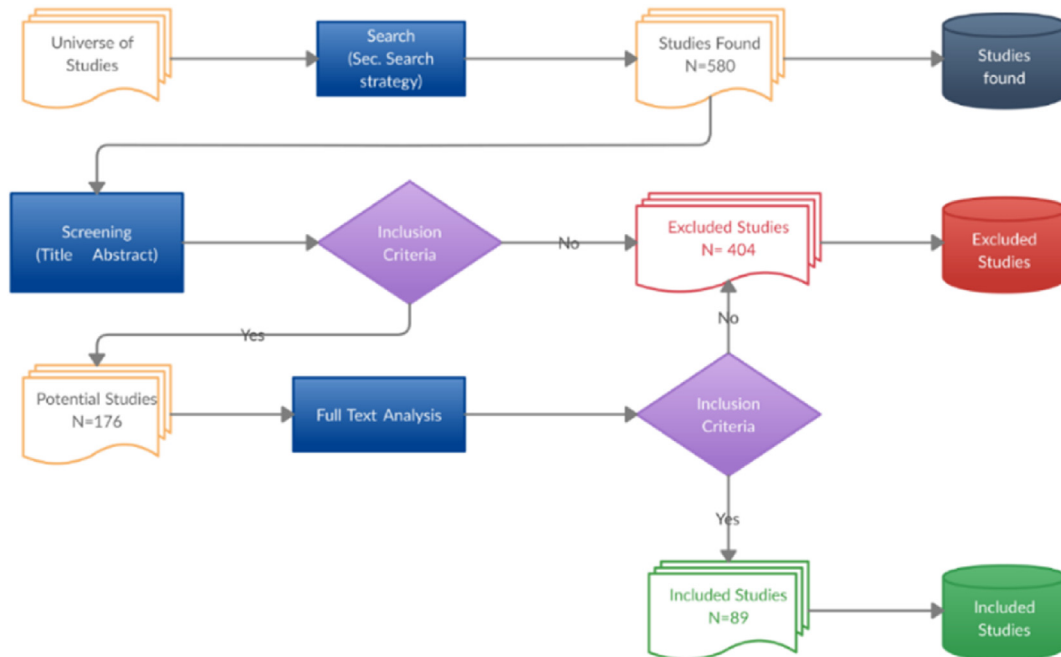 Universe of
Studies
Search
(Sec. Search
strategy)
Studies Found
N=580
Studies
found
Screening
(Title Abstract)
Inclusion
Criteria
No
Excluded Studies
N= 404
Excluded
Studies
Yes
No
Potential Studies
N=176
Full Text Analysis
Inclusion
Criteria
Yes
Included Studies
N=89
Included
Studies